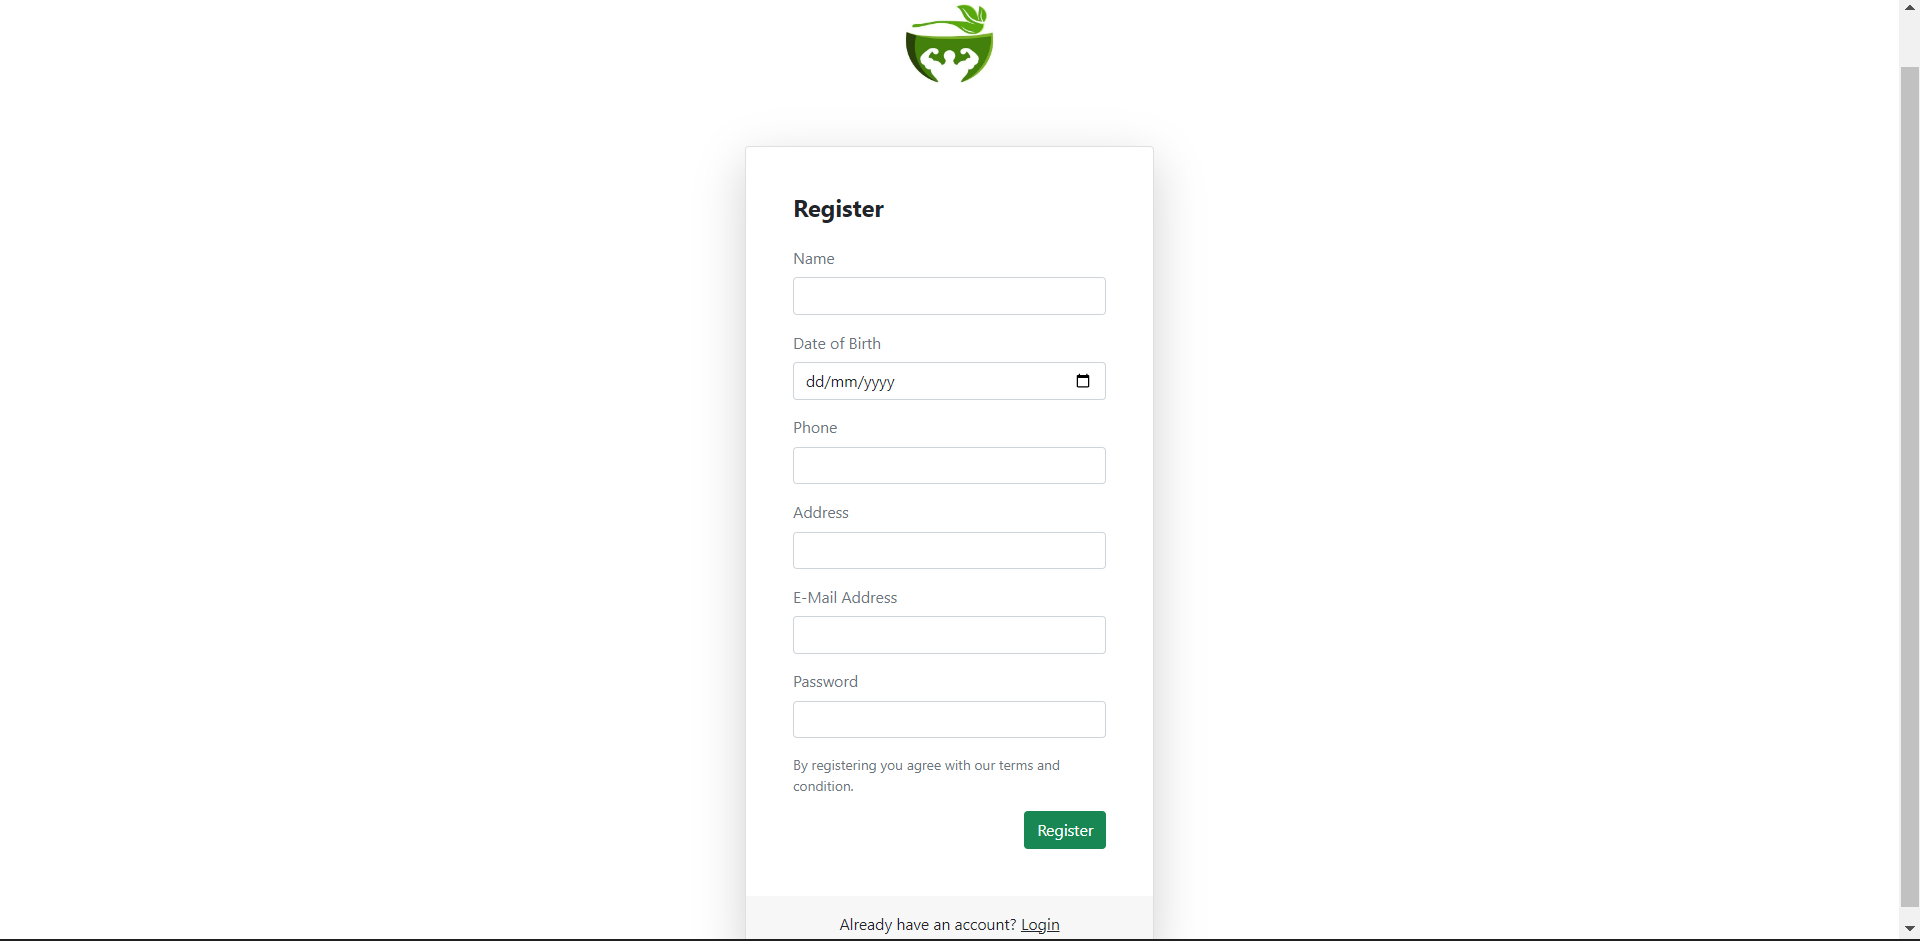 Register
Name
Date of Birth
dd/mm/yyyy
Phone
Address
E-Mail Address
Password
By registering you agree with our terms and
condition.
Register
Already have an account? Login